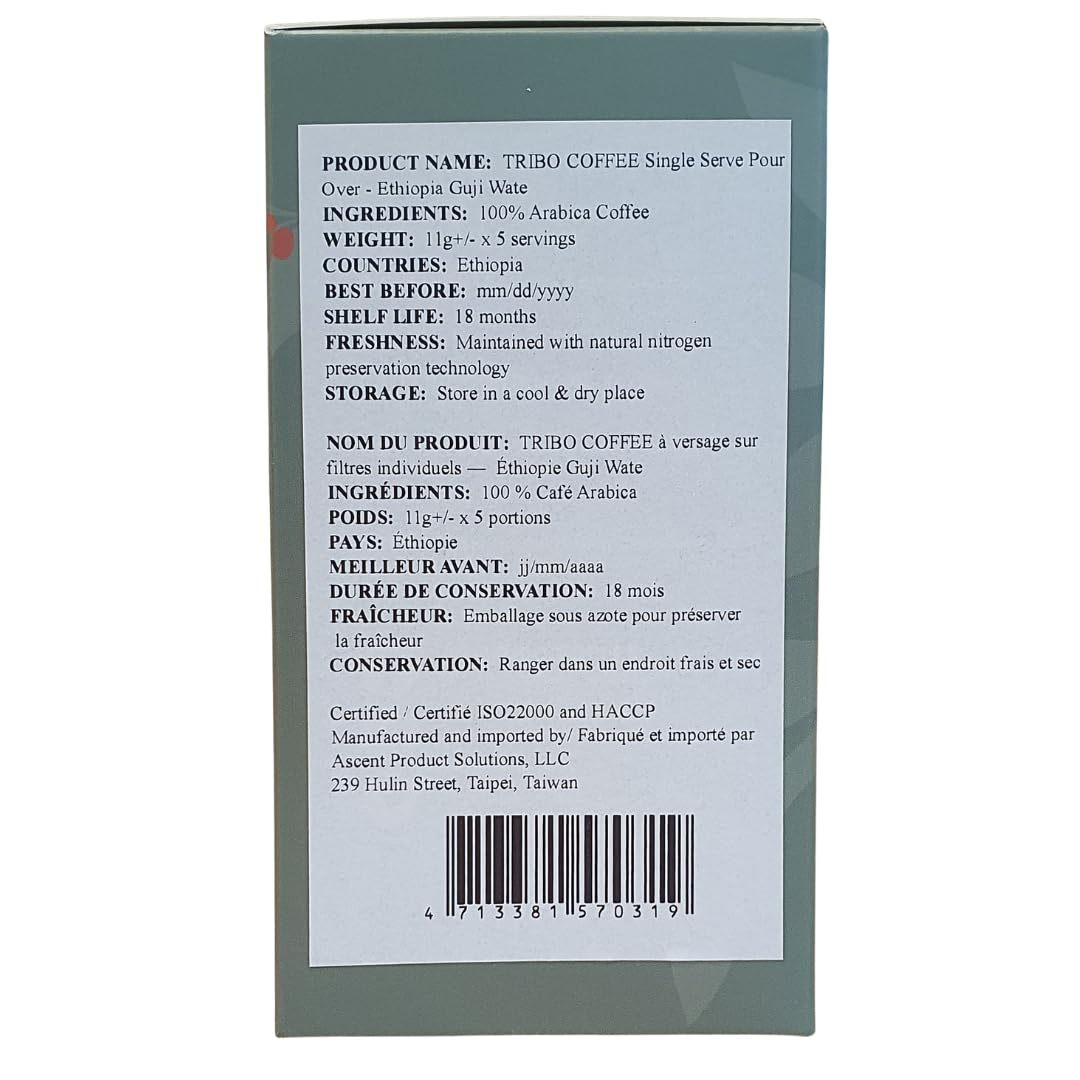 PRODUCT NAME: TRIBO COFFEE Single Serve Pour
Over - Ethiopia Guji Wate
INGREDIENTS: 100% Arabica Coffee
WEIGHT: 11g+/- x 5 servings
COUNTRIES: Ethiopia
BEST BEFORE: mm/dd/yyyy
SHELF LIFE: 18 months
FRESHNESS: Maintained with natural nitrogen
preservation technology
STORAGE: Store in a cool & dry place
NOM DU PRODUIT: TRIBO COFFEE à versage sur
filtres individuels — Éthiopie Guji Wate
INGRÉDIENTS: 100 % Café Arabica
POIDS: 11g+/- x 5 portions
PAYS: Éthiopie
MEILLEUR AVANT: jj/mm/aaaa
DURÉE DE CONSERVATION: 18 mois
FRAÎCHEUR: Emballage sous azote pour préserver
la fraîcheur
CONSERVATION: Ranger dans un endroit frais et sec
Certified / Certifié ISO22000 and HACCP
Manufactured and imported by/ Fabriqué et importé par
Ascent Product Solutions, LLC
239 Hulin Street, Taipei, Taiwan
4 713381 570319